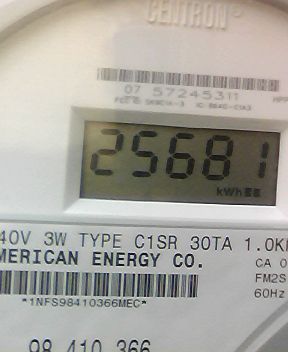 CENTRON®
07 57245311
25681
kWh
40V 3W TYPE C1SR 30TA 1.0K
MERICAN ENERGY CO.
CA 0
FM2S
60Hz
*1NFS98410366MEC*
98 410 366